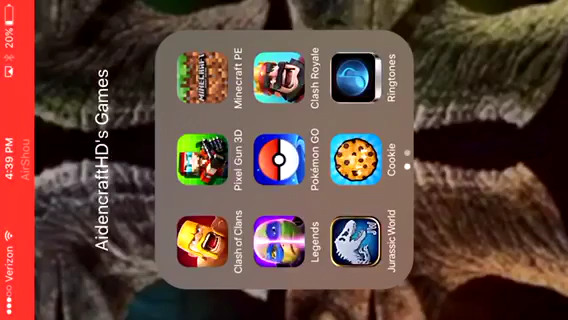 Verizon 4:39 PM 20%
AirShou
AidencraftHD's Games
Clash of Clans Pixel Gun 3D Minecraft PE
Legends Pokémon GO Clash Royale
Jurassic World Cookie Ringtones
MINECRAFT